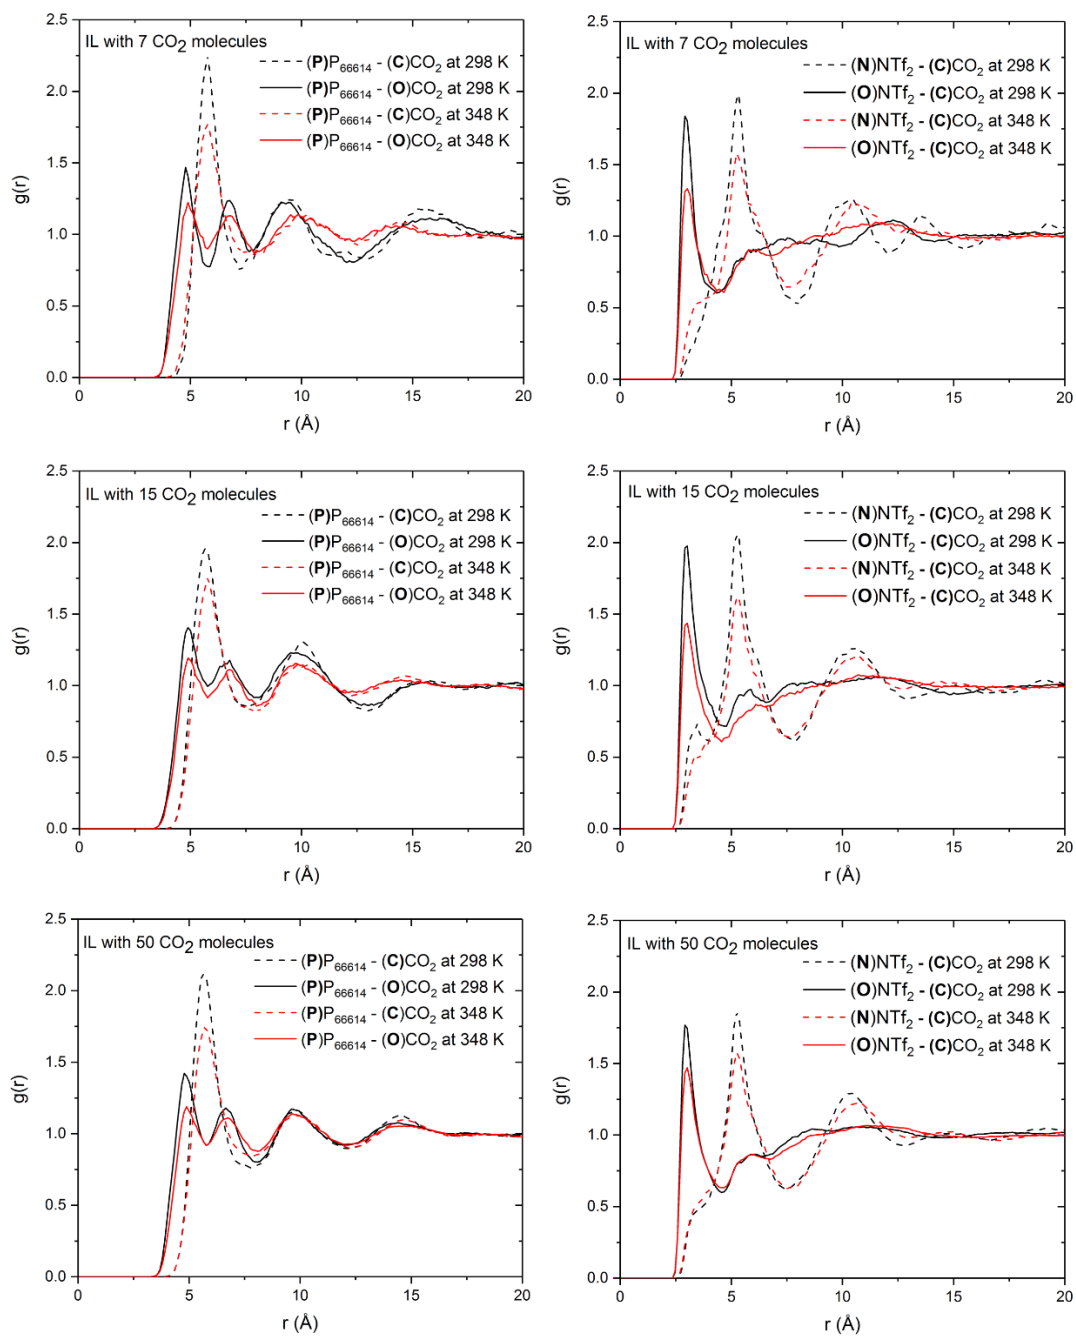 IL with 7 CO2 molecules
(P)P66614 - (C)CO2 at 298 K
(P)P66614 - (O)CO2 at 298 K
(P)P66614 - (C)CO2 at 348 K
(P)P66614 - (O)CO2 at 348 K
2.5
2.0
1.5
1.0
0.5
0.0
g(r)
0 5 10 15 20
r (Å)
IL with 7 CO2 molecules
(N)NTf2 - (C)CO2 at 298 K
(O)NTf2 - (C)CO2 at 298 K
(N)NTf2 - (C)CO2 at 348 K
(O)NTf2 - (C)CO2 at 348 K
2.5
2.0
1.5
1.0
0.5
0.0
g(r)
0 5 10 15 20
r (Å)
IL with 15 CO2 molecules
(P)P66614 - (C)CO2 at 298 K
(P)P66614 - (O)CO2 at 298 K
(P)P66614 - (C)CO2 at 348 K
(P)P66614 - (O)CO2 at 348 K
2.5
2.0
1.5
1.0
0.5
0.0
g(r)
0 5 10 15 20
r (Å)
IL with 15 CO2 molecules
(N)NTf2 - (C)CO2 at 298 K
(O)NTf2 - (C)CO2 at 298 K
(N)NTf2 - (C)CO2 at 348 K
(O)NTf2 - (C)CO2 at 348 K
2.5
2.0
1.5
1.0
0.5
0.0
g(r)
0 5 10 15 20
r (Å)
IL with 50 CO2 molecules
(P)P66614 - (C)CO2 at 298 K
(P)P66614 - (O)CO2 at 298 K
(P)P66614 - (C)CO2 at 348 K
(P)P66614 - (O)CO2 at 348 K
2.5
2.0
1.5
1.0
0.5
0.0
g(r)
0 5 10 15 20
r (Å)
IL with 50 CO2 molecules
(N)NTf2 - (C)CO2 at 298 K
(O)NTf2 - (C)CO2 at 298 K
(N)NTf2 - (C)CO2 at 348 K
(O)NTf2 - (C)CO2 at 348 K
2.5
2.0
1.5
1.0
0.5
0.0
g(r)
0 5 10 15 20
r (Å)